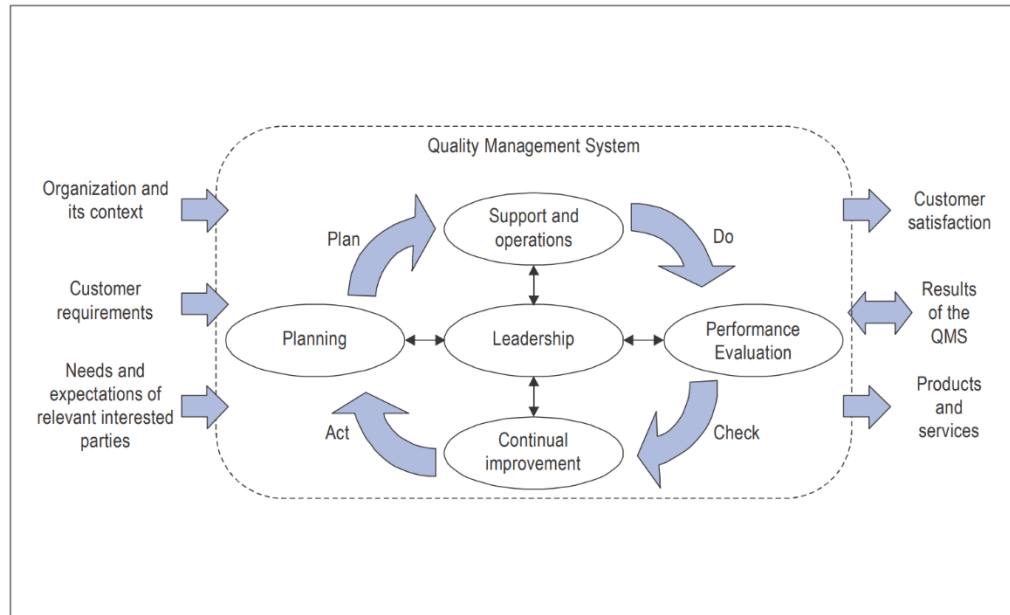 Quality Management System
Organization and
its context
Customer
requirements
Needs and
expectations of
relevant interested
parties
Plan
Support and
operations
Do
Planning
Leadership
Performance
Evaluation
Act
Continual
improvement
Check
Customer
satisfaction
Results
of the
QMS
Products
and
services